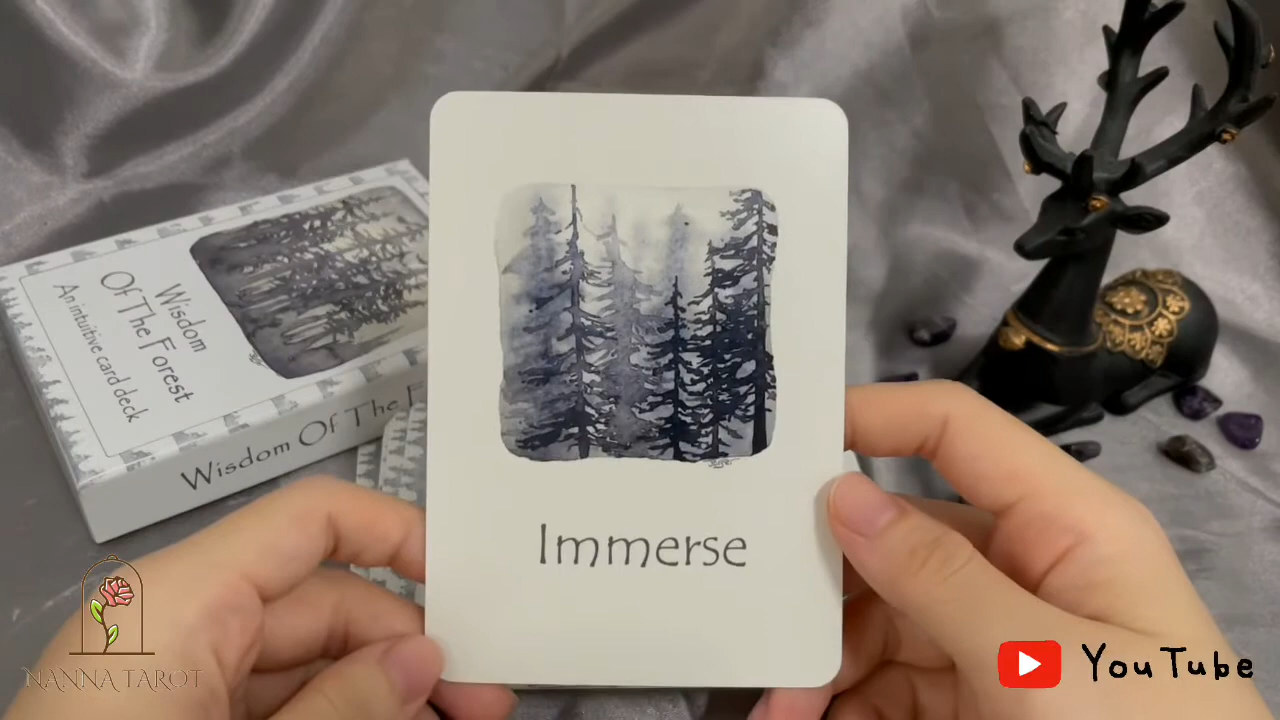 Immerse
Wisdom
Of The Forest
An intuitive card deck
Wisdom Of The F
NANNA TAROT
YouTube